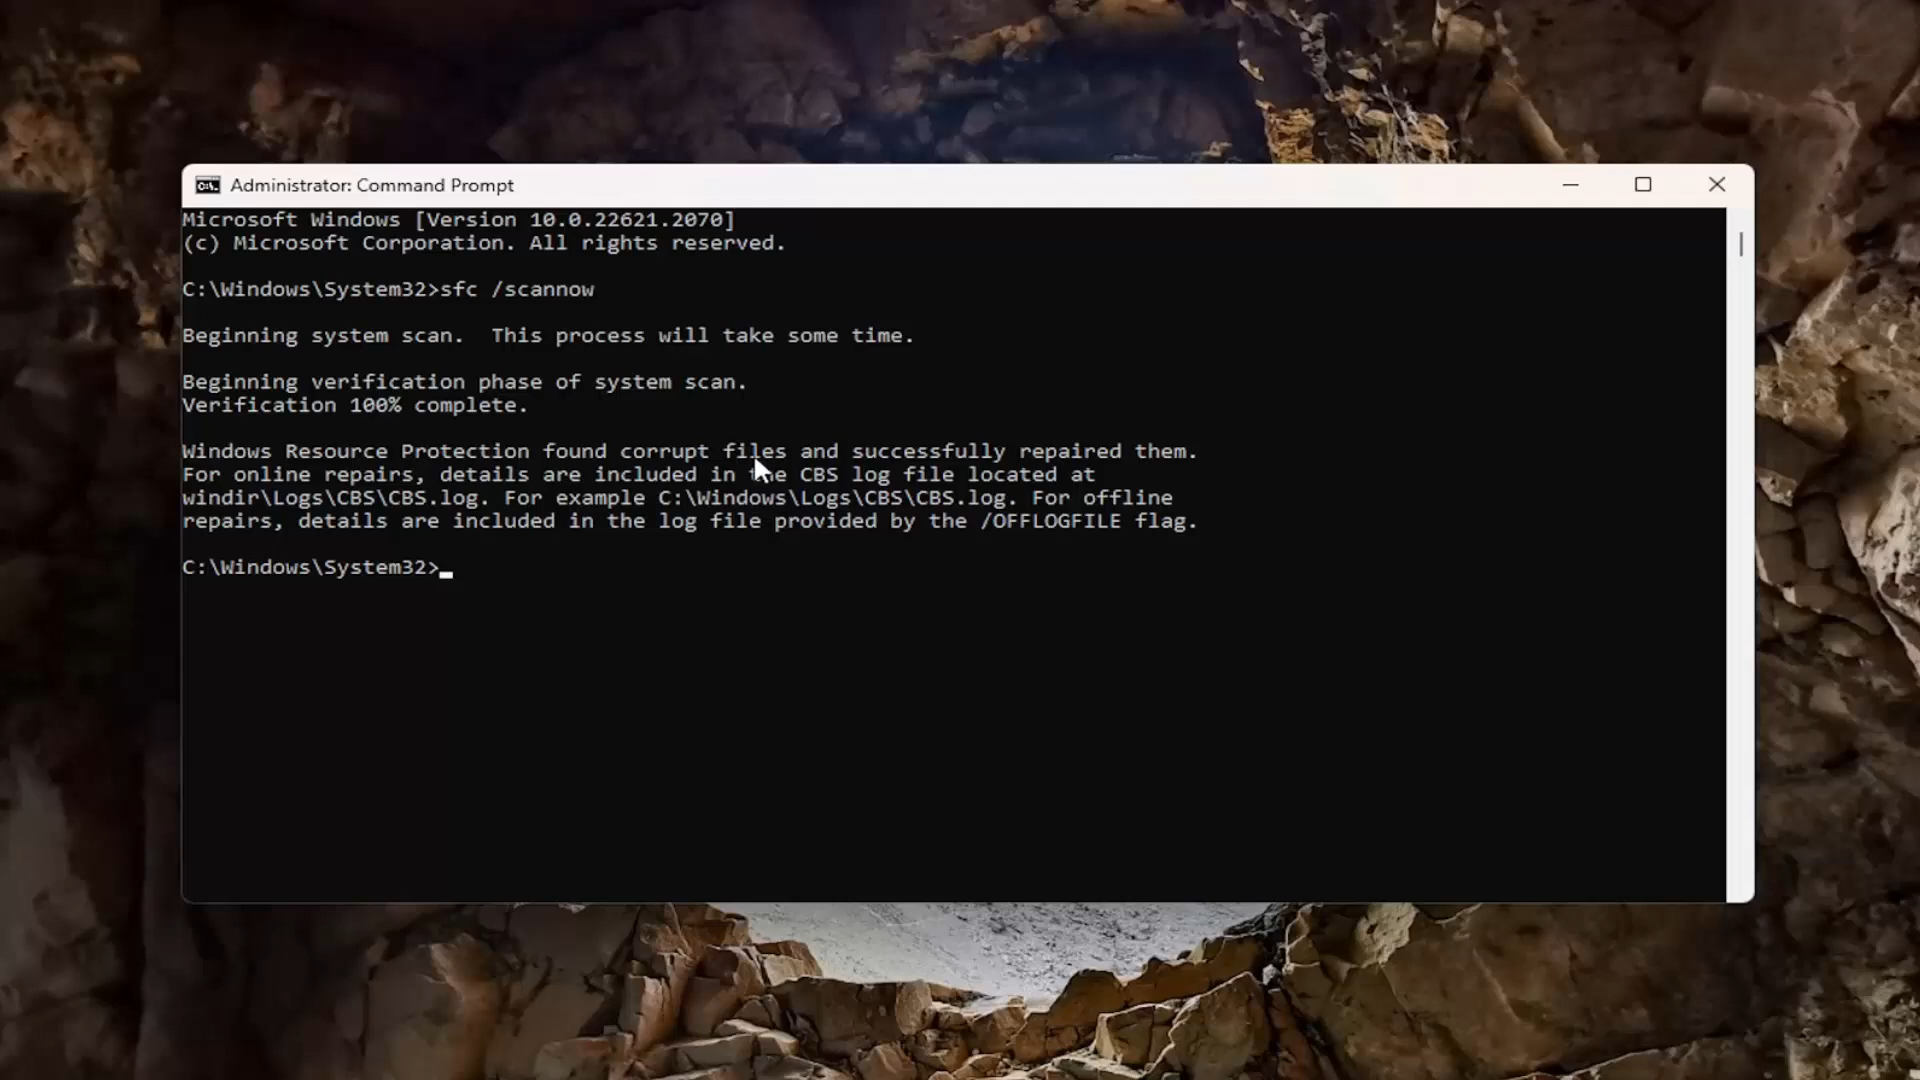 Administrator: Command Prompt
Microsoft Windows [Version 10.0.22621.2070]
(c) Microsoft Corporation. All rights reserved.
C:\Windows\System32>sfc /scannow
Beginning system scan.  This process will take some time.
Beginning verification phase of system scan.
Verification 100% complete.
Windows Resource Protection found corrupt files and successfully repaired them.
For online repairs, details are included in the CBS log file located at
windir\Logs\CBS\CBS.log. For example C:\Windows\Logs\CBS\CBS.log. For offline
repairs, details are included in the log file provided by the /OFFLOGFILE flag.
C:\Windows\System32>